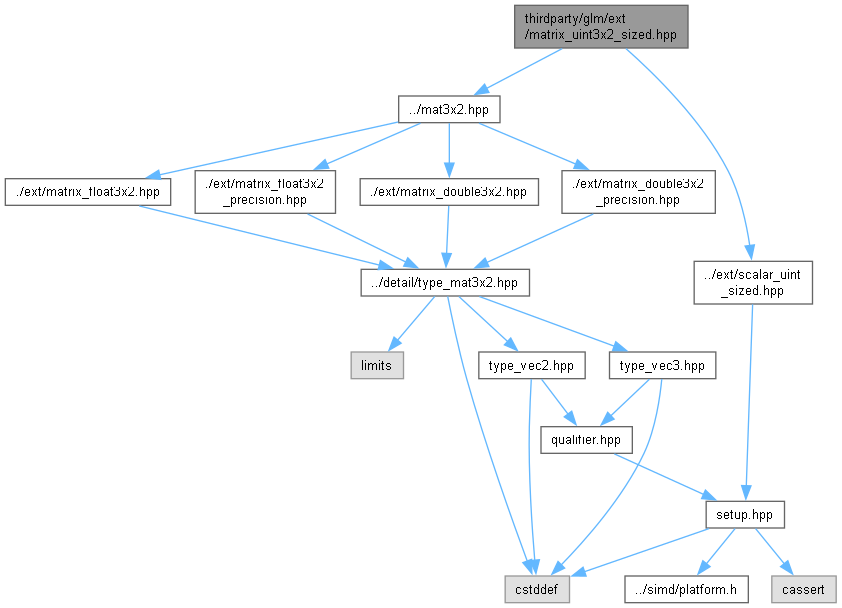 thirdparty/glm/ext
/matrix_uint3x2_sized.hpp
../mat3x2.hpp
./ext/matrix_float3x2.hpp
./ext/matrix_float3x2
_precision.hpp
./ext/matrix_double3x2.hpp
./ext/matrix_double3x2
_precision.hpp
../ext/scalar_uint
_sized.hpp
../detail/type_mat3x2.hpp
limits
type_vec2.hpp
type_vec3.hpp
qualifier.hpp
setup.hpp
cstddef
../simd/platform.h
cassert